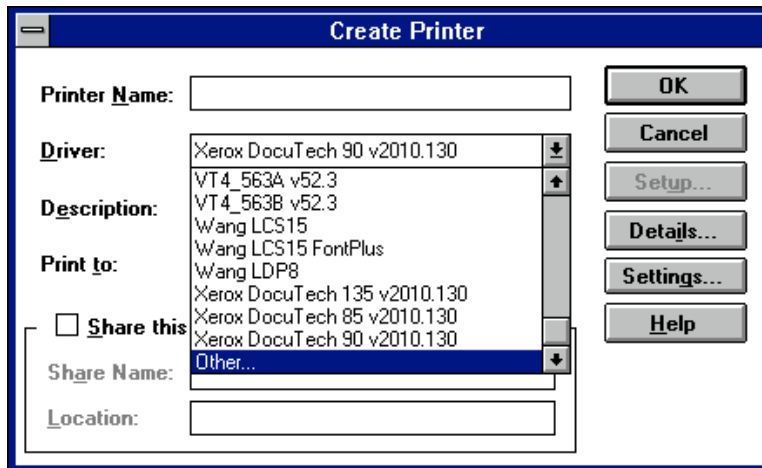 Create Printer
Printer Name:
OK
Driver:
Xerox DocuTech 90 v2010.130
Cancel
VT4_563A v52.3
Setup...
VT4_563B v52.3
Description:
Wang LCS15
Details...
Wang LCS15 FontPlus
Print to:
Wang LDP8
Settings...
Xerox DocuTech 135 v2010.130
Share this
Xerox DocuTech 85 v2010.130
Help
Xerox DocuTech 90 v2010.130
Other...
Share Name:
Location: